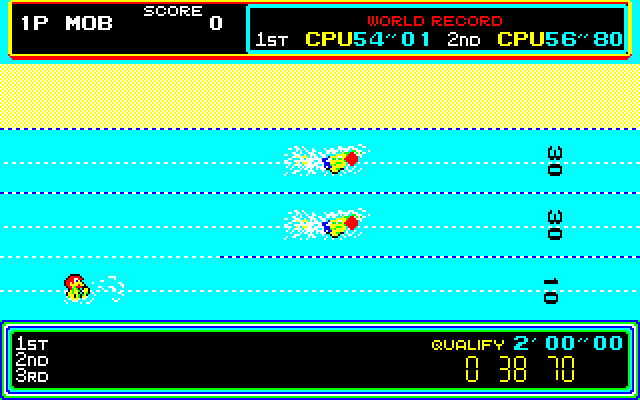 SCORE
1P MOB 0
WORLD RECORD
1ST CPU54"01 2ND CPU56"80
30
30
10
1ST
2ND
3RD
QUALIFY 2'00"00
0 38 70